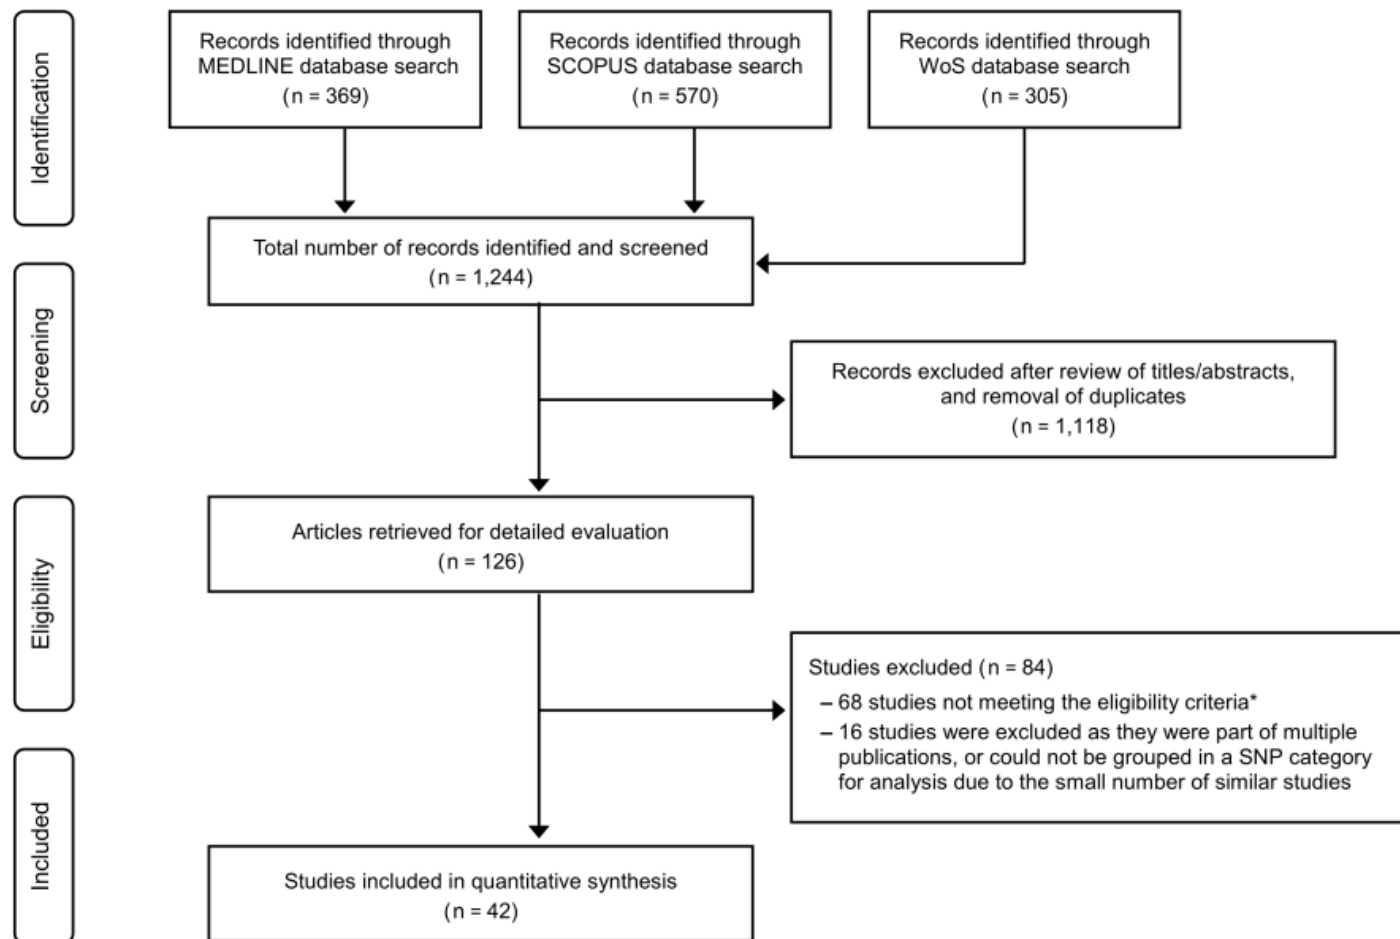 Identification
Records identified through
MEDLINE database search
(n = 369)
Records identified through
SCOPUS database search
(n = 570)
Records identified through
WoS database search
(n = 305)
Total number of records identified and screened
(n = 1,244)
Screening
Records excluded after review of titles/abstracts,
and removal of duplicates
(n = 1,118)
Eligibility
Articles retrieved for detailed evaluation
(n = 126)
Studies excluded (n = 84)
– 68 studies not meeting the eligibility criteria*
– 16 studies were excluded as they were part of multiple
publications, or could not be grouped in a SNP category
for analysis due to the small number of similar studies
Included
Studies included in quantitative synthesis
(n = 42)